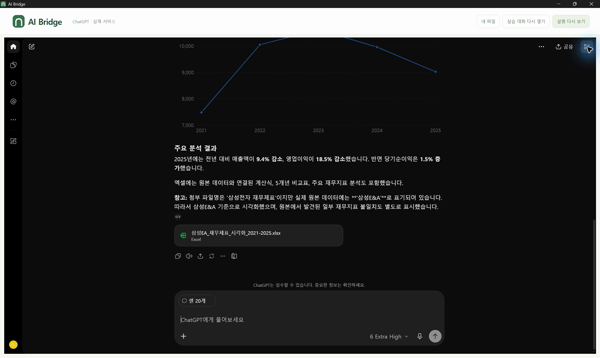 AI Bridge
AI Bridge
ChatGPT · 실제 서비스
내 파일
실습 대화 다시 열기
설명 다시 보기
공유
10,000
9,000
8,000
7,000
2021
2022
2023
2024
2025
주요 분석 결과
2025년에는 전년 대비 매출액이 9.4% 감소, 영업이익이 18.5% 감소했습니다. 반면 당기순이익은 1.5% 증
가했습니다.
엑셀에는 원본 데이터와 연결된 계산식, 5개년 비교표, 주요 재무지표 분석도 포함했습니다.
참고: 첨부 파일명은 '삼성전자 재무제표'이지만 실제 원본 데이터에는 **'삼성E&A'**로 표기되어 있습니다.
따라서 삼성E&A 기준으로 시각화했으며, 원본에서 발견된 일부 재무지표 불일치도 별도로 표시했습니다.
삼성EA_재무제표_시각화_2021-2025.xlsx
Excel
ChatGPT는 실수할 수 있습니다. 중요한 정보는 확인하세요.
셀 20개
ChatGPT에게 물어보세요
6 Extra High